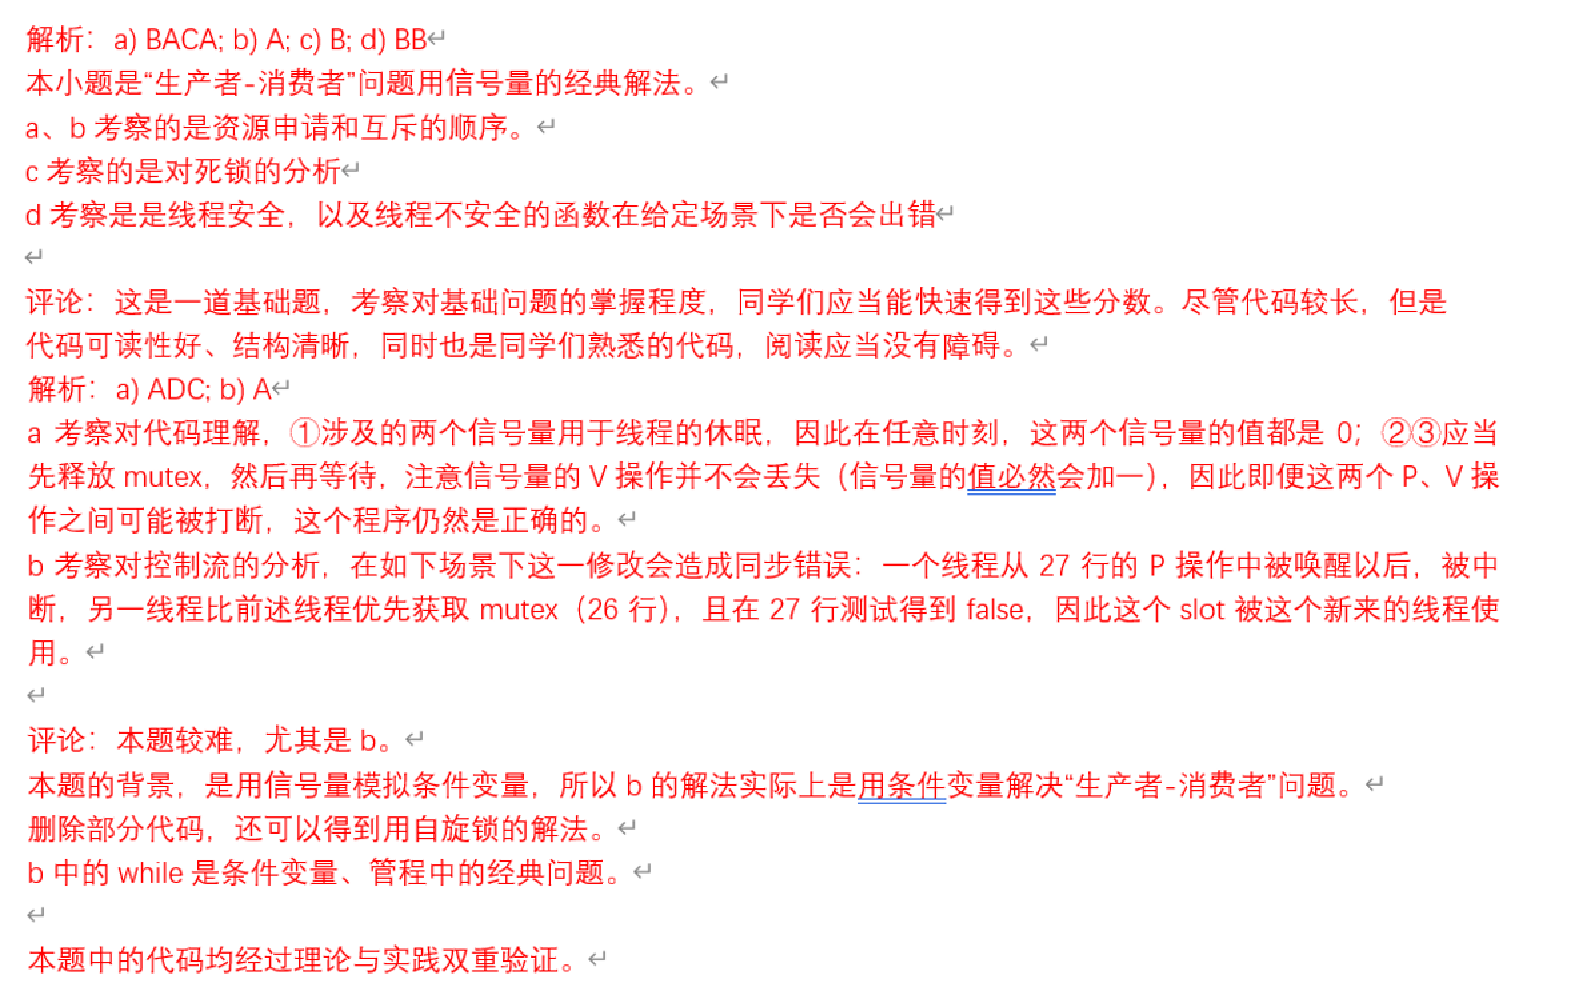 解析：a) BACA; b) A; c) B; d) BB
本小题是“生产者-消费者”问题用信号量的经典解法。
a、b 考察的是资源申请和互斥的顺序。
c 考察的是对死锁的分析
d 考察是是线程安全，以及线程不安全的函数在给定场景下是否会出错
评论：这是一道基础题，考察对基础问题的掌握程度，同学们应当能快速得到这些分数。尽管代码较长，但是
代码可读性好、结构清晰，同时也是同学们熟悉的代码，阅读应当没有障碍。
解析：a) ADC; b) A
a 考察对代码理解，①涉及的两个信号量用于线程的休眠，因此在任意时刻，这两个信号量的值都是 0；②③应当
先释放 mutex，然后再等待，注意信号量的 V 操作并不会丢失（信号量的值必然会加一），因此即便这两个 P、V 操
作之间可能被打断，这个程序仍然是正确的。
b 考察对控制流的分析，在如下场景下这一修改会造成同步错误：一个线程从 27 行的 P 操作中被唤醒以后，被中
断，另一线程比前述线程优先获取 mutex（26 行），且在 27 行测试得到 false，因此这个 slot 被这个新来的线程使
用。
评论：本题较难，尤其是 b。
本题的背景，是用信号量模拟条件变量，所以 b 的解法实际上是用条件变量解决“生产者-消费者”问题。
删除部分代码，还可以得到用自旋锁的解法。
b 中的 while 是条件变量、管程中的经典问题。
本题中的代码均经过理论与实践双重验证。